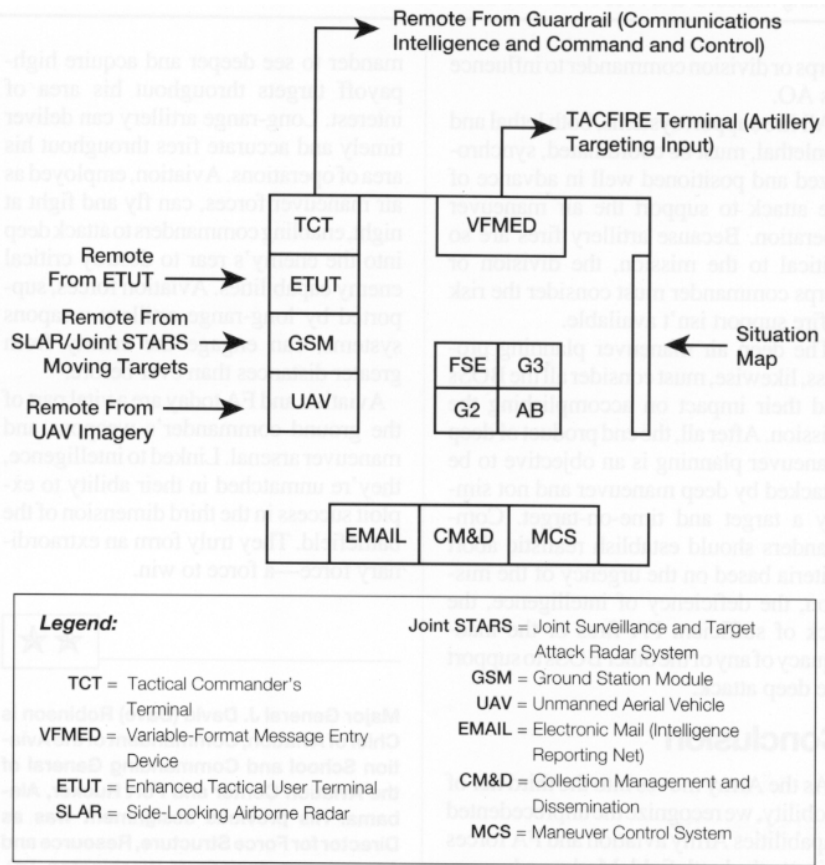 Remote From Guardrail (Communications
Intelligence and Command and Control)
TACFIRE Terminal (Artillery
Targeting Input)
TCT
VFMED
Remote
From ETUT
ETUT
Remote From
SLAR/Joint STARS
Moving Targets
GSM
FSE G3
Situation
Map
Remote From
UAV Imagery
UAV
G2 AB
EMAIL CM&D MCS
Legend:
TCT = Tactical Commander's
Terminal
VFMED = Variable-Format Message Entry
Device
ETUT = Enhanced Tactical User Terminal
SLAR = Side-Looking Airborne Radar
Joint STARS = Joint Surveillance and Target
Attack Radar System
GSM = Ground Station Module
UAV = Unmanned Aerial Vehicle
EMAIL = Electronic Mail (Intelligence
Reporting Net)
CM&D = Collection Management and
Dissemination
MCS = Maneuver Control System